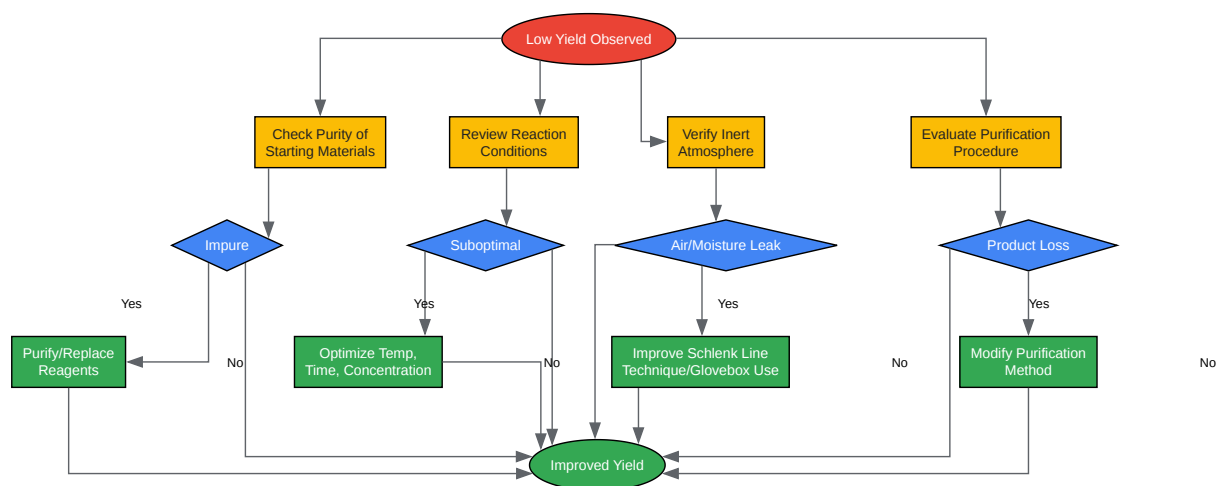 Low Yield Observed
Check Purity of
Starting Materials
Review Reaction
Conditions
Verify Inert
Atmosphere
Evaluate Purification
Procedure
Impure
Suboptimal
Air/Moisture Leak
Product Loss
Yes
Yes
Yes
Yes
Purify/Replace
Reagents
No
Optimize Temp,
Time, Concentration
No
Improve Schlenk Line
Technique/Glovebox Use
No
Modify Purification
Method
No
Improved Yield